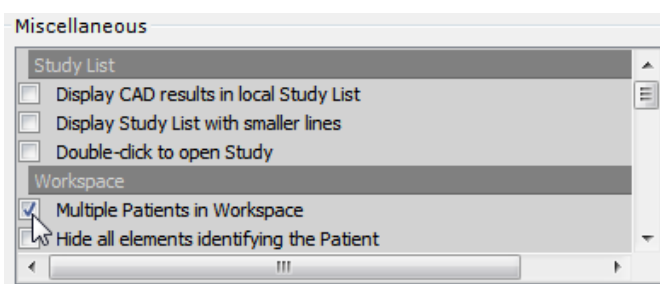 Miscellaneous
Study List
Display CAD results in local Study List
Display Study List with smaller lines
Double-click to open Study
Workspace
Multiple Patients in Workspace
Hide all elements identifying the Patient